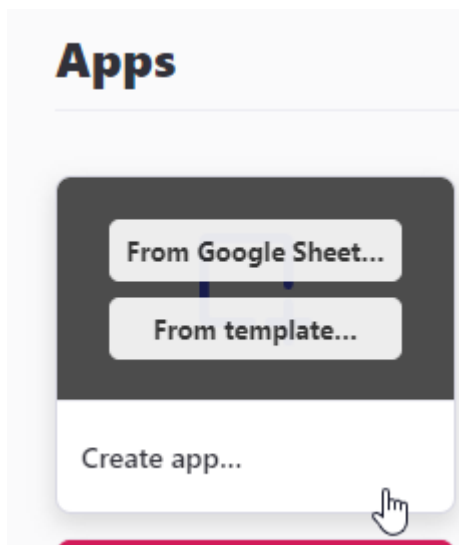 Apps
From Google Sheet...
From template...
Create app...